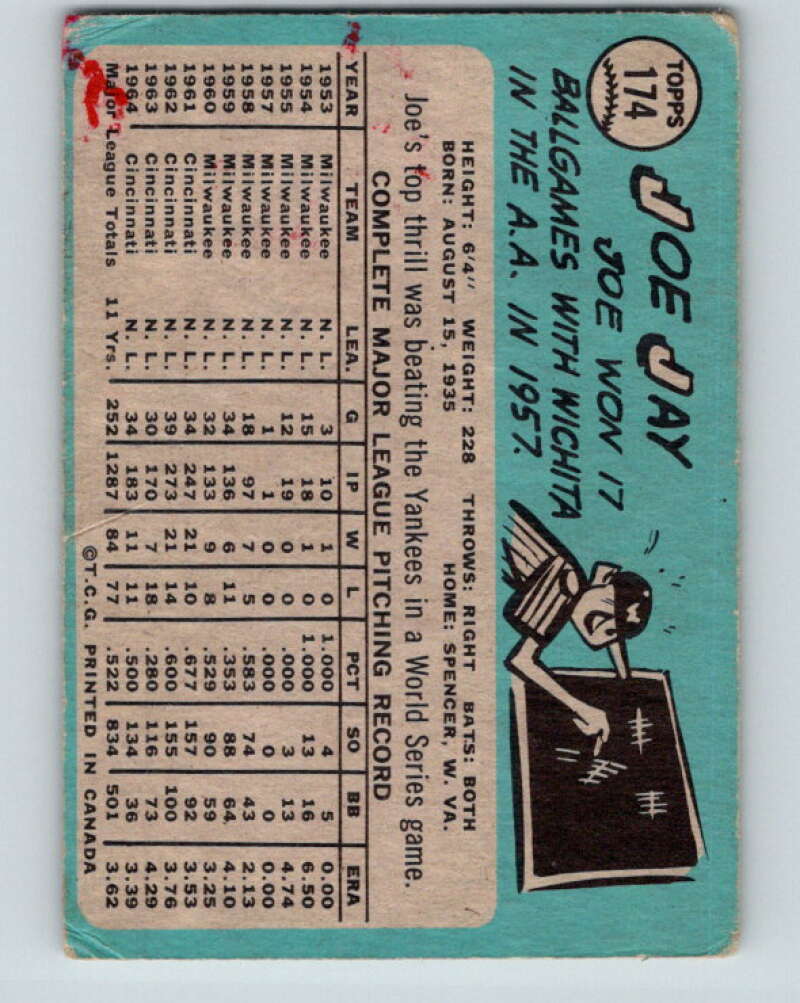 TOPPS
174
JOE JAY
JOE WON 17
BALLGAMES WITH WICHITA
IN THE A.A. IN 1957.
HEIGHT: 6'4" WEIGHT: 228 THROWS: RIGHT BATS: BOTH
BORN: AUGUST 15, 1935 HOME: SPENCER, W. VA.
Joe's top thrill was beating the Yankees in a World Series game.
COMPLETE MAJOR LEAGUE PITCHING RECORD
YEAR TEAM LEA. G IP W L PCT SO BB ERA
1953 Milwaukee N. L. 3 10 1 0 1.000 4 5 0.00
1954 Milwaukee N. L. 15 18 1 0 1.000 13 16 6.50
1955 Milwaukee N. L. 12 19 0 0 .000 3 13 4.74
1957 Milwaukee N. L. 1 1 0 0 .000 0 0 0.00
1958 Milwaukee N. L. 18 97 7 5 .583 74 43 2.13
1959 Milwaukee N. L. 34 136 6 11 .353 88 64 4.10
1960 Milwaukee N. L. 32 133 9 8 .529 90 59 3.25
1961 Cincinnati N. L. 34 247 21 10 .677 157 92 3.53
1962 Cincinnati N. L. 39 273 21 14 .600 155 100 3.76
1963 Cincinnati N. L. 30 170 7 18 .280 116 73 4.29
1964 Cincinnati N. L. 34 183 11 11 .500 134 36 3.39
Major League Totals 11 Yrs. 252 1287 84 77 .522 834 501 3.62
©T.C.G. PRINTED IN CANADA